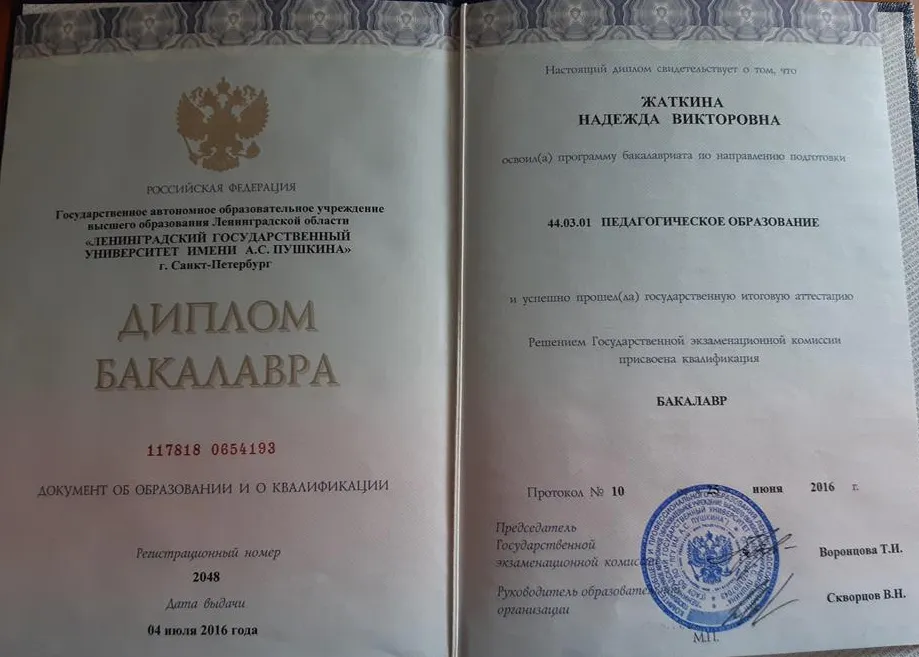 РОССИЙСКАЯ ФЕДЕРАЦИЯ
Государственное автономное образовательное учреждение
высшего образования Ленинградской области
«ЛЕНИНГРАДСКИЙ ГОСУДАРСТВЕННЫЙ
УНИВЕРСИТЕТ ИМЕНИ А.С. ПУШКИНА»
г. Санкт-Петербург
ДИПЛОМ
БАКАЛАВРА
117818 0654193
ДОКУМЕНТ ОБ ОБРАЗОВАНИИ И О КВАЛИФИКАЦИИ
Регистрационный номер
2048
Дата выдачи
04 июля 2016 года
Настоящий диплом свидетельствует о том, что
ЖАТКИНА
НАДЕЖДА ВИКТОРОВНА
освоил(а) программу бакалавриата по направлению подготовки
44.03.01 ПЕДАГОГИЧЕСКОЕ ОБРАЗОВАНИЕ
и успешно прошел(ла) государственную итоговую аттестацию
Решением Государственной экзаменационной комиссии
присвоена квалификация
БАКАЛАВР
Протокол № 10 июня 2016 г.
Председатель
Государственной
экзаменационной комиссии
Воронцова Т.И.
Руководитель образовательной
организации
Скворцов В.Н.
М.П.